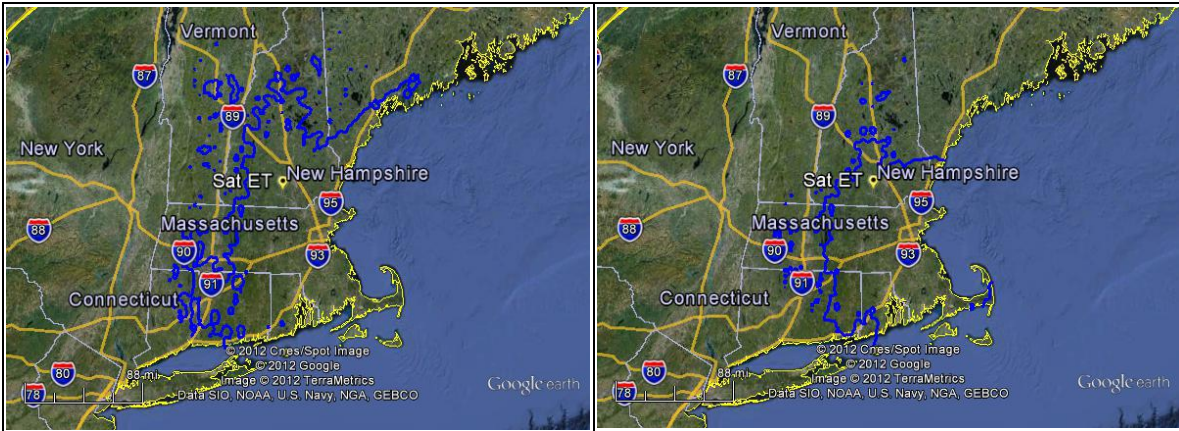 Vermont
87
89
New York
Sat ET
New Hampshire
95
Massachusetts
88
90
93
91
Connecticut
© 2012 Cnes/Spot Image
© 2012 Google
80
88 mi
Image © 2012 TerraMetrics
Google earth
78
Data SIO, NOAA, U.S. Navy, NGA, GEBCO
Vermont
87
89
New York
Sat ET
New Hampshire
95
Massachusetts
88
90
93
91
Connecticut
© 2012 Cnes/Spot Image
© 2012 Google
80
88 mi
Image © 2012 TerraMetrics
Google earth
78
Data SIO, NOAA, U.S. Navy, NGA, GEBCO